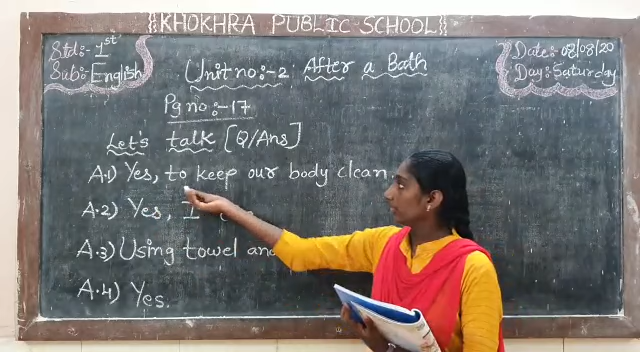 KHOKHRA PUBLIC SCHOOL
Std:- 1st
Sub:- English
Date:- 08/08/20
Day:- Saturday
Unit no:- 2 After a Bath
Pg no:- 17
Let's talk [Q/Ans]
A.1) Yes, to keep our body clean
A.2) Yes, I
A.3) Using towel and
A.4) Yes.